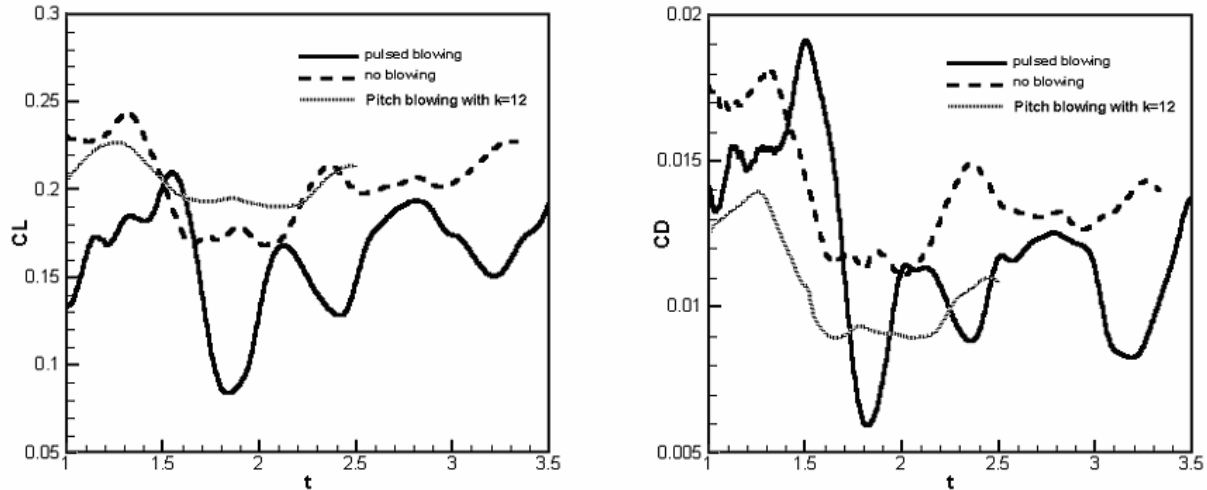 0.3
0.25
0.2
0.15
0.1
0.05
CL
1
1.5
2
2.5
3
3.5
t
pulsed blowing
no blowing
Pitch blowing with k=12
0.02
0.015
0.01
0.005
CD
1
1.5
2
2.5
3
3.5
t
pulsed blowing
no blowing
Pitch blowing with k=12